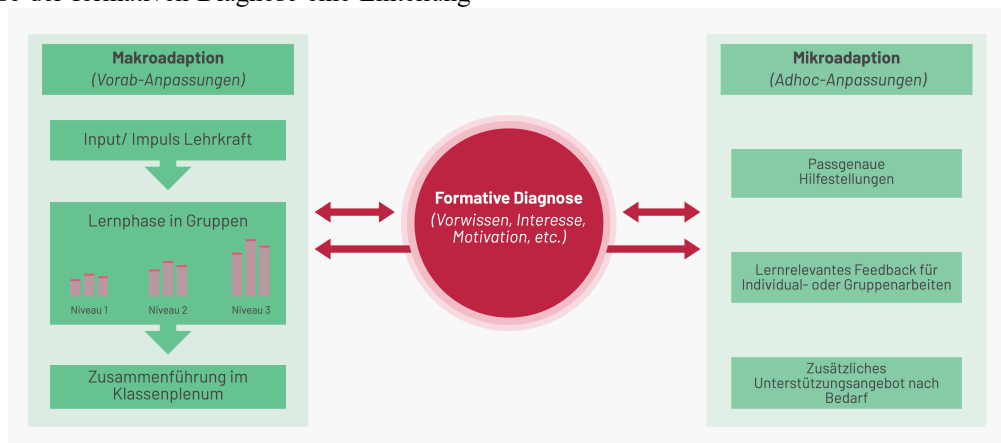 Makroadaption
(Vorab-Anpassungen)
Input/ Impuls Lehrkraft
Lernphase in Gruppen
Niveau 1
Niveau 2
Niveau 3
Zusammenführung im
Klassenplenum
Formative Diagnose
(Vorwissen, Interesse,
Motivation, etc.)
Mikroadaption
(Adhoc-Anpassungen)
Passgenaue
Hilfestellungen
Lernrelevantes Feedback für
Individual- oder Gruppenarbeiten
Zusätzliches
Unterstützungsangebot nach
Bedarf